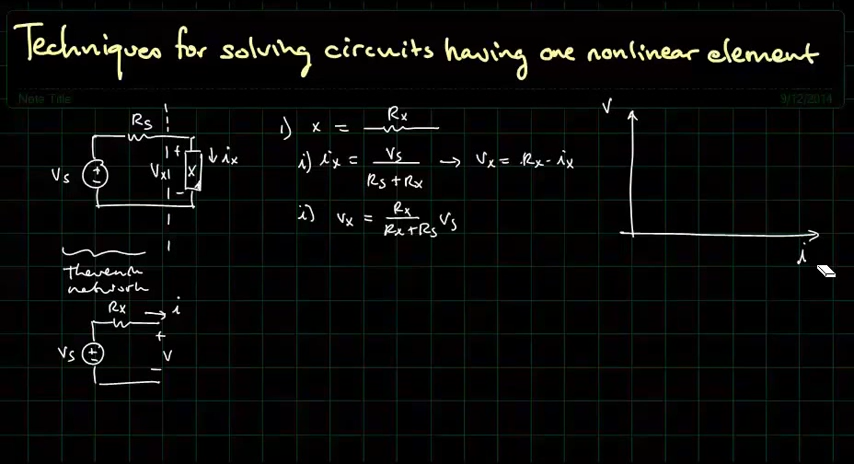 Techniques for solving circuits having one nonlinear element
Note Title
9/12/2014
Rs
Vs
+
-
Vx
X
ix
Thevenin
network
Rx
i
Vs
+
V
-
1) x = Rx
i) ix = Vs / (Rs + Rx) → Vx = Rx · ix
i) Vx = Rx / (Rx + Rs) Vs
V
i